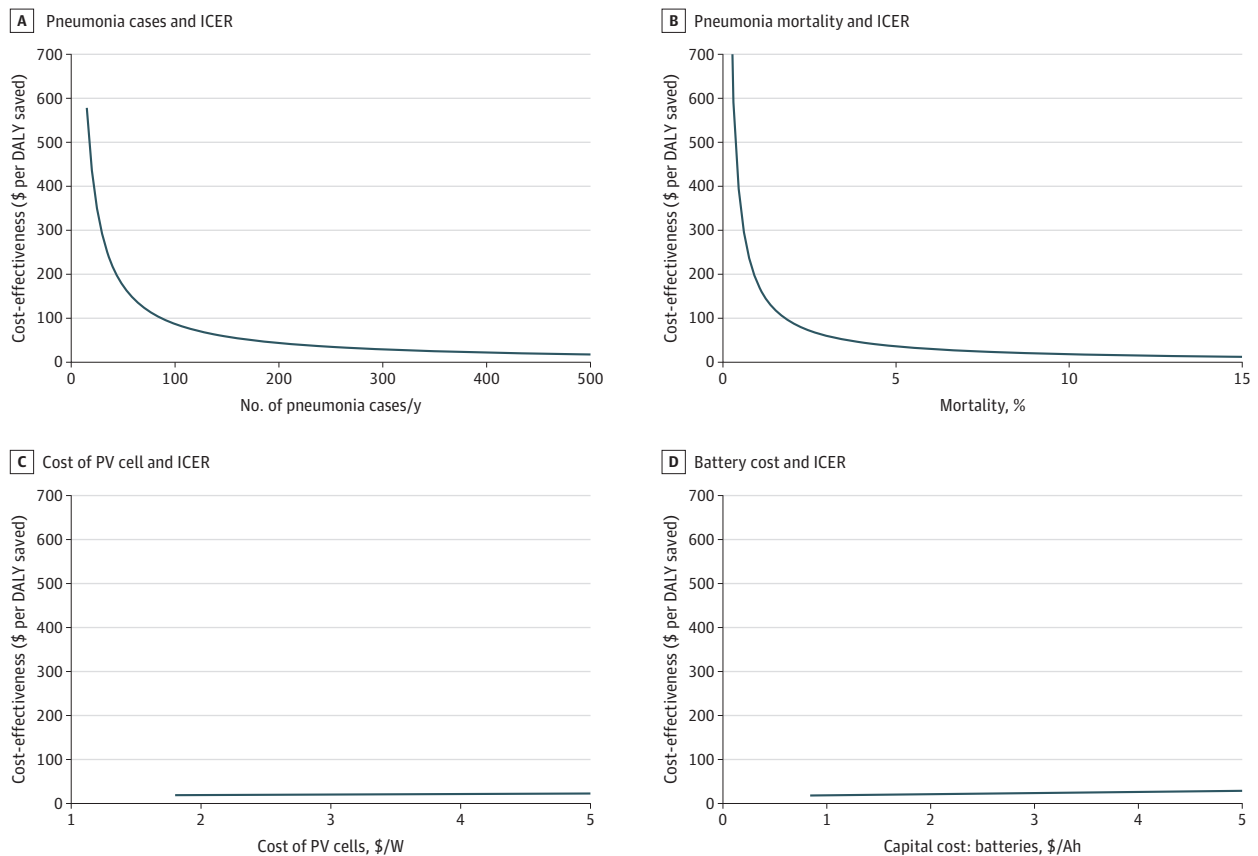 A Pneumonia cases and ICER
Cost-effectiveness ($ per DALY saved)
700
600
500
400
300
200
100
0
0 100 200 300 400 500
No. of pneumonia cases/y
B Pneumonia mortality and ICER
Cost-effectiveness ($ per DALY saved)
700
600
500
400
300
200
100
0
0 5 10 15
Mortality, %
C Cost of PV cell and ICER
Cost-effectiveness ($ per DALY saved)
700
600
500
400
300
200
100
0
1 2 3 4 5
Cost of PV cells, $/W
D Battery cost and ICER
Cost-effectiveness ($ per DALY saved)
700
600
500
400
300
200
100
0
0 1 2 3 4 5
Capital cost: batteries, $/Ah